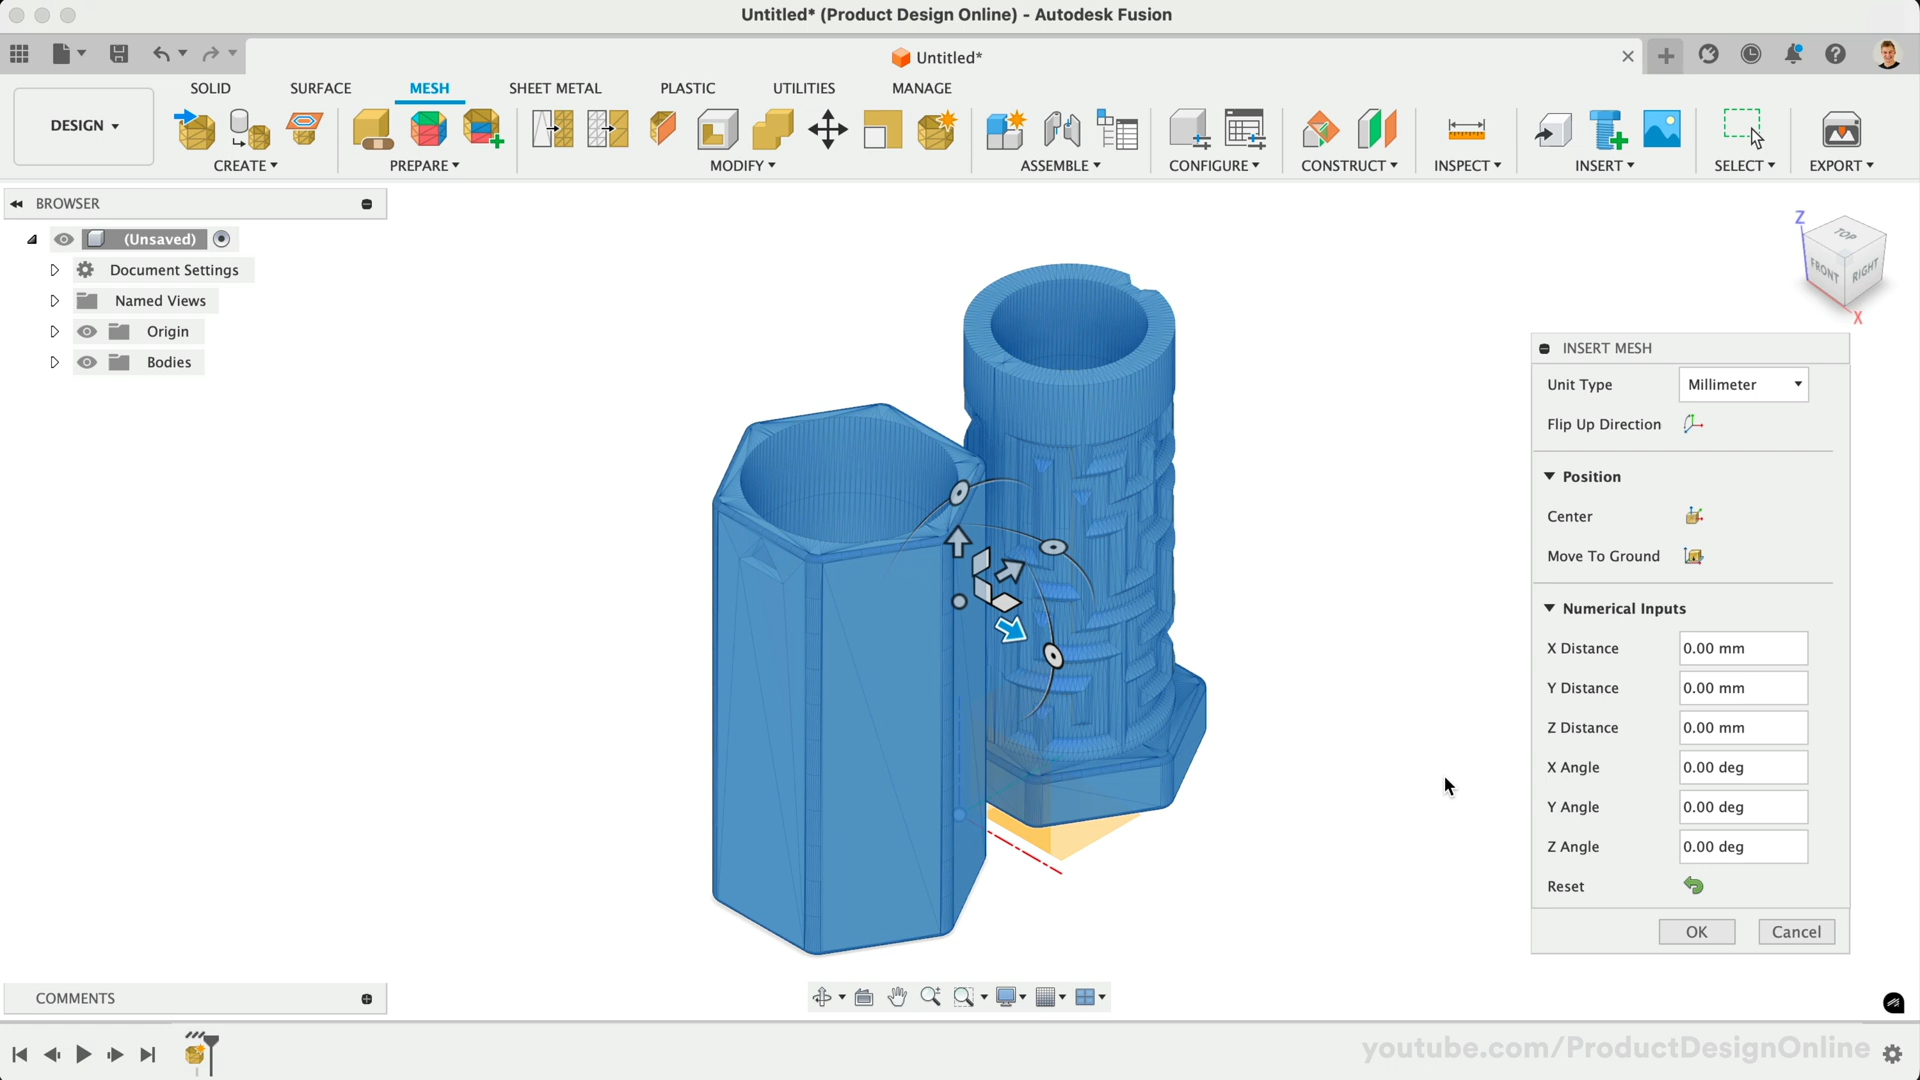 Untitled* (Product Design Online) - Autodesk Fusion
Untitled*
SOLID SURFACE MESH SHEET METAL PLASTIC UTILITIES MANAGE
DESIGN
CREATE PREPARE MODIFY ASSEMBLE CONFIGURE CONSTRUCT INSPECT INSERT SELECT EXPORT
BROWSER
(Unsaved)
Document Settings
Named Views
Origin
Bodies
Z
TOP
FRONT RIGHT
X
INSERT MESH
Unit Type Millimeter
Flip Up Direction
Position
Center
Move To Ground
Numerical Inputs
X Distance 0.00 mm
Y Distance 0.00 mm
Z Distance 0.00 mm
X Angle 0.00 deg
Y Angle 0.00 deg
Z Angle 0.00 deg
Reset
OK Cancel
COMMENTS
youtube.com/ProductDesignOnline